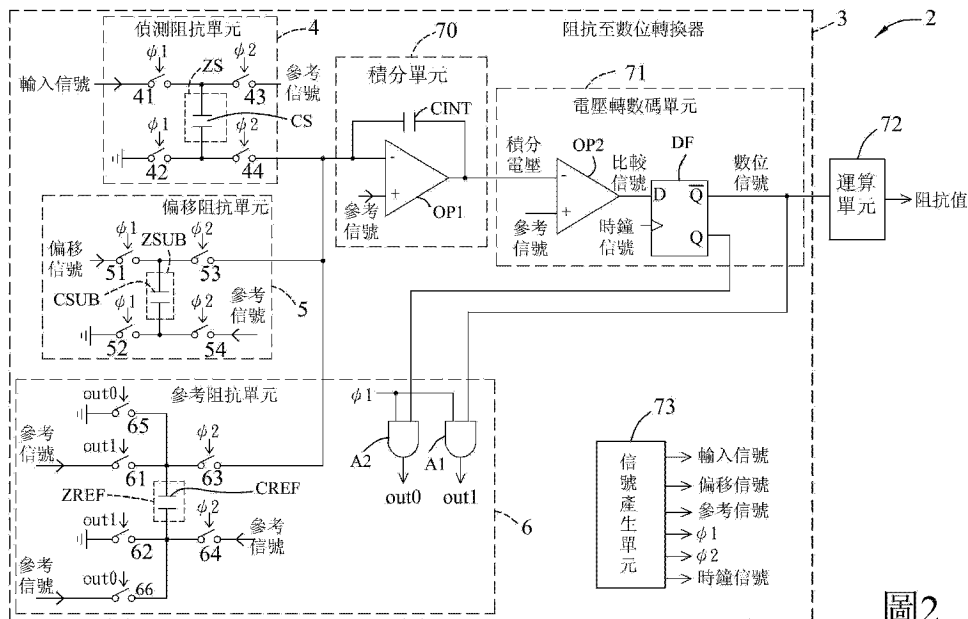 偵測阻抗單元
4
70
阻抗至數位轉換器
3
2
φ1
ZS
φ2
輸入信號
參考
信號
41
43
CS
φ1
φ2
42
44
積分單元
CINT
-
+
參考
信號
OP1
71
電壓轉數碼單元
積分
電壓
OP2
比較
信號
DF
數位
信號
-
+
D
Q
Q
參考
信號
時鐘
信號
72
運算
單元
阻抗值
偏移阻抗單元
φ1
ZSUB
φ2
偏移
信號
51
53
CSUB
φ1
φ2
參考
信號
5
52
54
參考阻抗單元
out0
65
參考
信號
out1
φ2
61
63
ZREF
CREF
out1
φ2
參考
信號
62
64
參考
信號
out0
66
6
φ1
A2
A1
out0
out1
73
信號產生單元
輸入信號
偏移信號
參考信號
φ1
φ2
時鐘信號
圖2